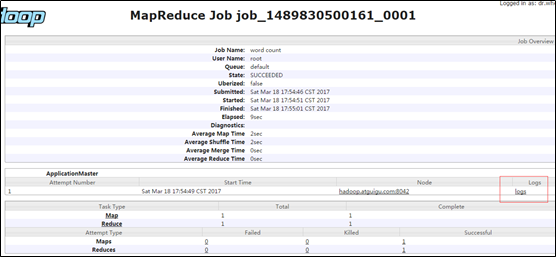 Logged in as: dr.who
hadoop
MapReduce Job job_1489830500161_0001
Job Overview
Job Name: word count
User Name: root
Queue: default
State: SUCCEEDED
Uberized: false
Submitted: Sat Mar 18 17:54:46 CST 2017
Started: Sat Mar 18 17:54:51 CST 2017
Finished: Sat Mar 18 17:55:01 CST 2017
Elapsed: 9sec
Diagnostics:
Average Map Time 2sec
Average Shuffle Time 2sec
Average Merge Time 0sec
Average Reduce Time 0sec
ApplicationMaster
Attempt Number Start Time Node Logs
1 Sat Mar 18 17:54:49 CST 2017 hadoop.atguigu.com:8042 logs
Task Type Total Complete
Map 1 1
Reduce 1 1
Attempt Type Failed Killed Successful
Maps 0 0 1
Reduces 0 0 1